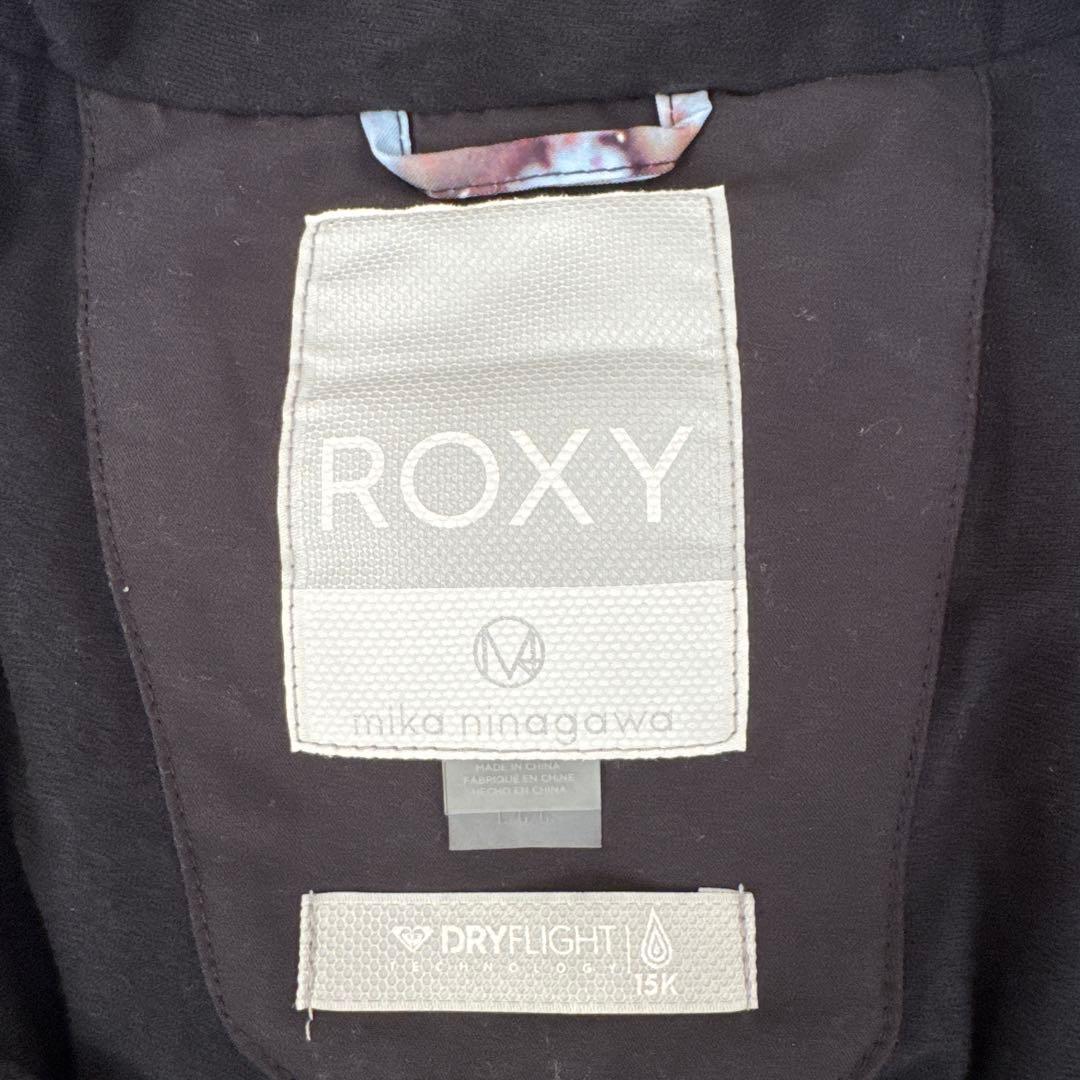 ROXY
mika ninagawa
MADE IN CHINA
FABRIQUÉ EN CHINE
HECHO EN CHINA
L/L/L
DRYFLIGHT
TECHNOLOGY
15K